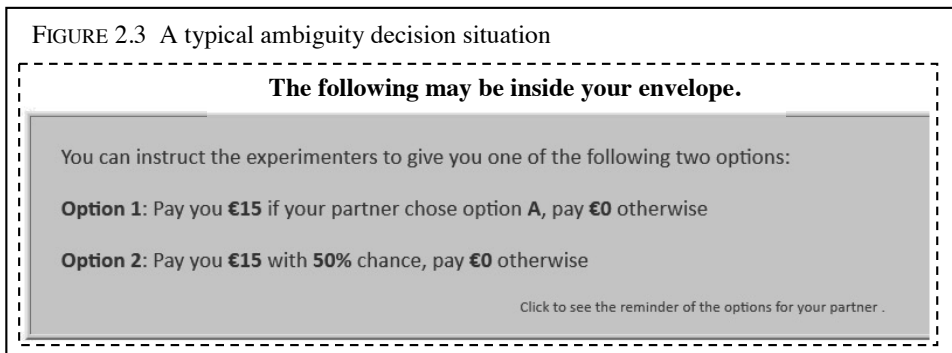 FIGURE 2.3 A typical ambiguity decision situation
The following may be inside your envelope.
You can instruct the experimenters to give you one of the following two options:
Option 1: Pay you €15 if your partner chose option A, pay €0 otherwise
Option 2: Pay you €15 with 50% chance, pay €0 otherwise
Click to see the reminder of the options for your partner .